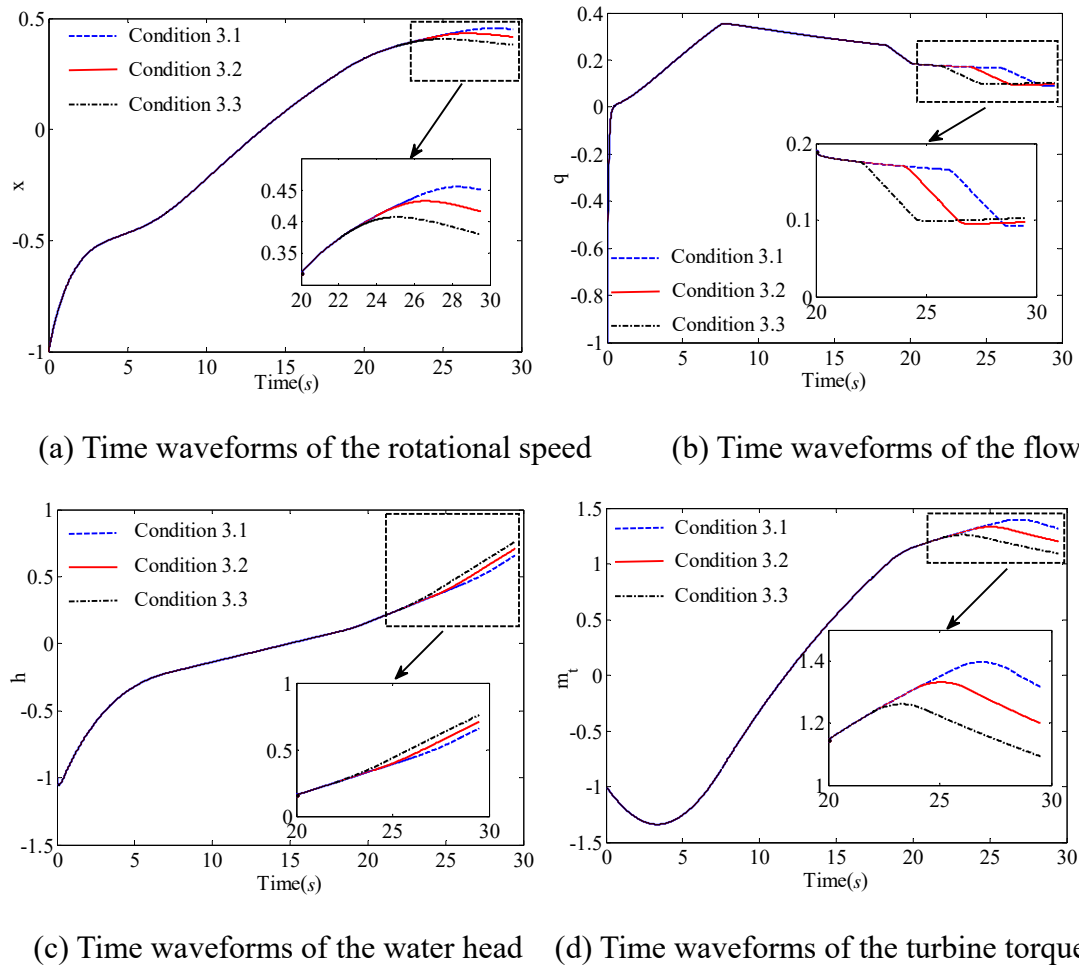 0.5
0
-0.5
-1
x
Condition 3.1
Condition 3.2
Condition 3.3
0.45
0.4
0.35
20 22 24 26 28 30
0 5 10 15 20 25 30
Time(s)
(a) Time waveforms of the rotational speed
0.4
0.2
0
-0.2
-0.4
-0.6
-0.8
-1
q
0.2
0.1
0
20 25 30
Condition 3.1
Condition 3.2
Condition 3.3
0 5 10 15 20 25 30
Time(s)
(b) Time waveforms of the flow
1
0.5
0
-0.5
-1
-1.5
h
Condition 3.1
Condition 3.2
Condition 3.3
1
0.5
0
20 25 30
0 5 10 15 20 25 30
Time(s)
(c) Time waveforms of the water head
1.5
1
0.5
0
-0.5
-1
-1.5
m_t
Condition 3.1
Condition 3.2
Condition 3.3
1.4
1.2
1
20 25 30
0 5 10 15 20 25 30
Time(s)
(d) Time waveforms of the turbine torque